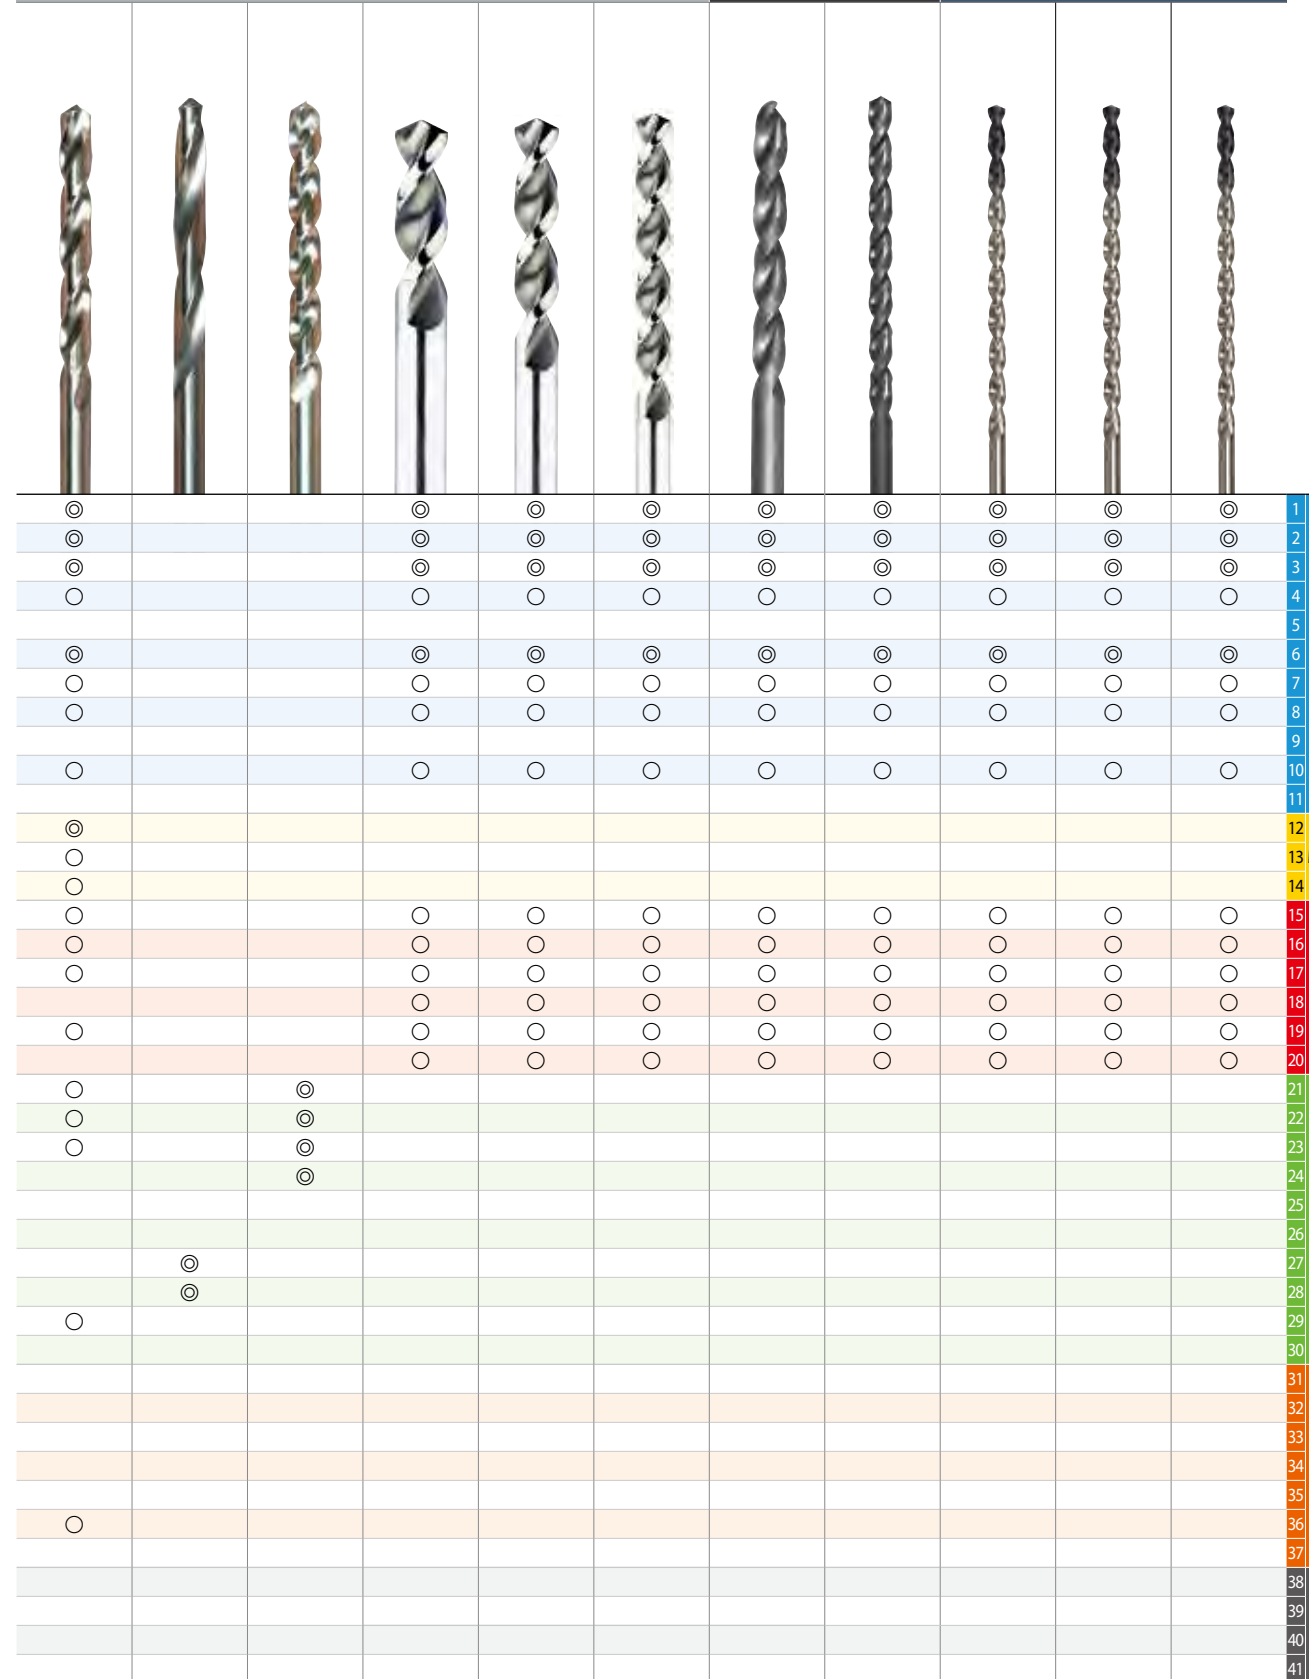 ◎ ◎ ◎ ◎ ◎ ◎ ◎ ◎ ◎ 1
◎ ◎ ◎ ◎ ◎ ◎ ◎ ◎ ◎ 2
◎ ◎ ◎ ◎ ◎ ◎ ◎ ◎ ◎ 3
○ ○ ○ ○ ○ ○ ○ ○ ○ 4
5
◎ ◎ ◎ ◎ ◎ ◎ ◎ ◎ ◎ 6
○ ○ ○ ○ ○ ○ ○ ○ ○ 7
○ ○ ○ ○ ○ ○ ○ ○ ○ 8
9
○ ○ ○ ○ ○ ○ ○ ○ ○ 10
11
◎ 12
○ 13
○ 14
○ ○ ○ ○ ○ ○ ○ ○ ○ 15
○ ○ ○ ○ ○ ○ ○ ○ ○ 16
○ ○ ○ ○ ○ ○ ○ ○ ○ 17
○ ○ ○ ○ ○ ○ ○ ○ 18
○ ○ ○ ○ ○ ○ ○ ○ ○ 19
○ ○ ○ ○ ○ ○ ○ ○ 20
○ ◎ 21
○ ◎ 22
○ ◎ 23
◎ 24
25
26
◎ 27
◎ 28
○ 29
30
31
32
33
34
35
○ 36
37
38
39
40
41